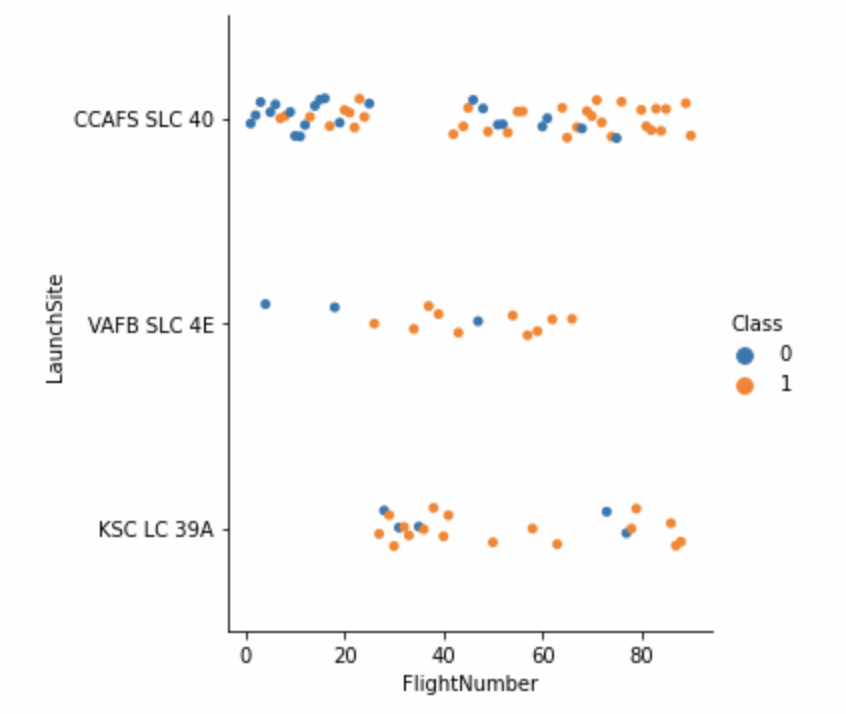 CCAFS SLC 40
VAFB SLC 4E
KSC LC 39A
LaunchSite
0 20 40 60 80
FlightNumber
Class
0
1